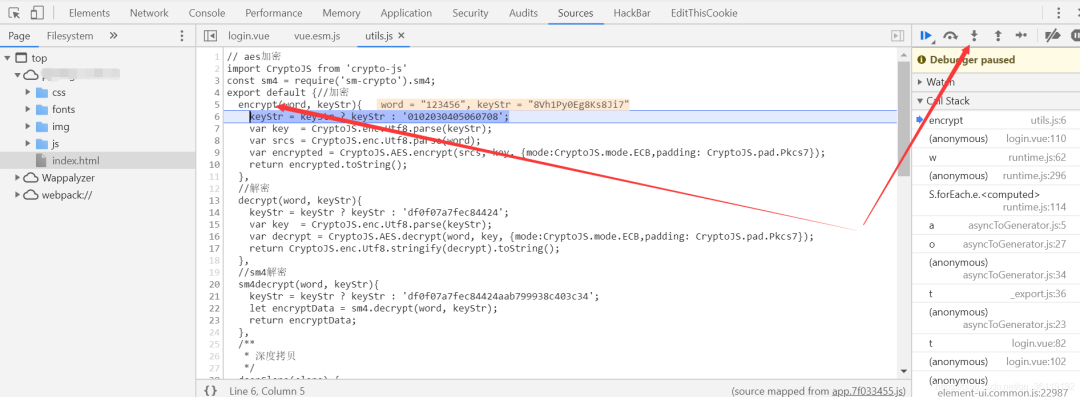 Elements Network Console Performance Memory Application Security Audits Sources HackBar EditThisCookie
Page Filesystem
login.vue vue.esm.js utils.js
top
css
fonts
img
js
index.html
Wappalyzer
webpack://
1 // aes加密
2 import CryptoJS from 'crypto-js'
3 const sm4 = require('sm-crypto').sm4;
4 export default {//加密
5 encrypt(word, keyStr){ word = "123456", keyStr = "8Vh1Py0Eg8Ks8Ji7"
6 keyStr = keyStr ? keyStr : '0102030405060708';
7 var key = CryptoJS.enc.Utf8.parse(keyStr);
8 var srcs = CryptoJS.enc.Utf8.parse(word);
9 var encrypted = CryptoJS.AES.encrypt(srcs, key, {mode:CryptoJS.mode.ECB,padding: CryptoJS.pad.Pkcs7});
10 return encrypted.toString();
11 },
12 //解密
13 decrypt(word, keyStr){
14 keyStr = keyStr ? keyStr : 'df0f07a7fec84424';
15 var key = CryptoJS.enc.Utf8.parse(keyStr);
16 var decrypt = CryptoJS.AES.decrypt(word, key, {mode:CryptoJS.mode.ECB,padding: CryptoJS.pad.Pkcs7});
17 return CryptoJS.enc.Utf8.stringify(decrypt).toString();
18 },
19 //sm4解密
20 sm4decrypt(word, keyStr){
21 keyStr = keyStr ? keyStr : 'df0f07a7fec84424aab799938c403c34';
22 let encryptData = sm4.decrypt(word, keyStr);
23 return encryptData;
24 },
25 /**
26 * 深度拷贝
27 */
{} Line 6, Column 5 (source mapped from app.7f033455.js)
Debugger paused
Watch
Call Stack
encrypt utils.js:6
(anonymous) login.vue:110
w runtime.js:62
(anonymous) runtime.js:296
S.forEach.e.<computed>
runtime.js:114
a asyncToGenerator.js:5
o asyncToGenerator.js:27
(anonymous)
asyncToGenerator.js:34
t _export.js:36
(anonymous)
asyncToGenerator.js:23
t login.vue:82
(anonymous) login.vue:102
(anonymous)
element-ui.common.js:22987